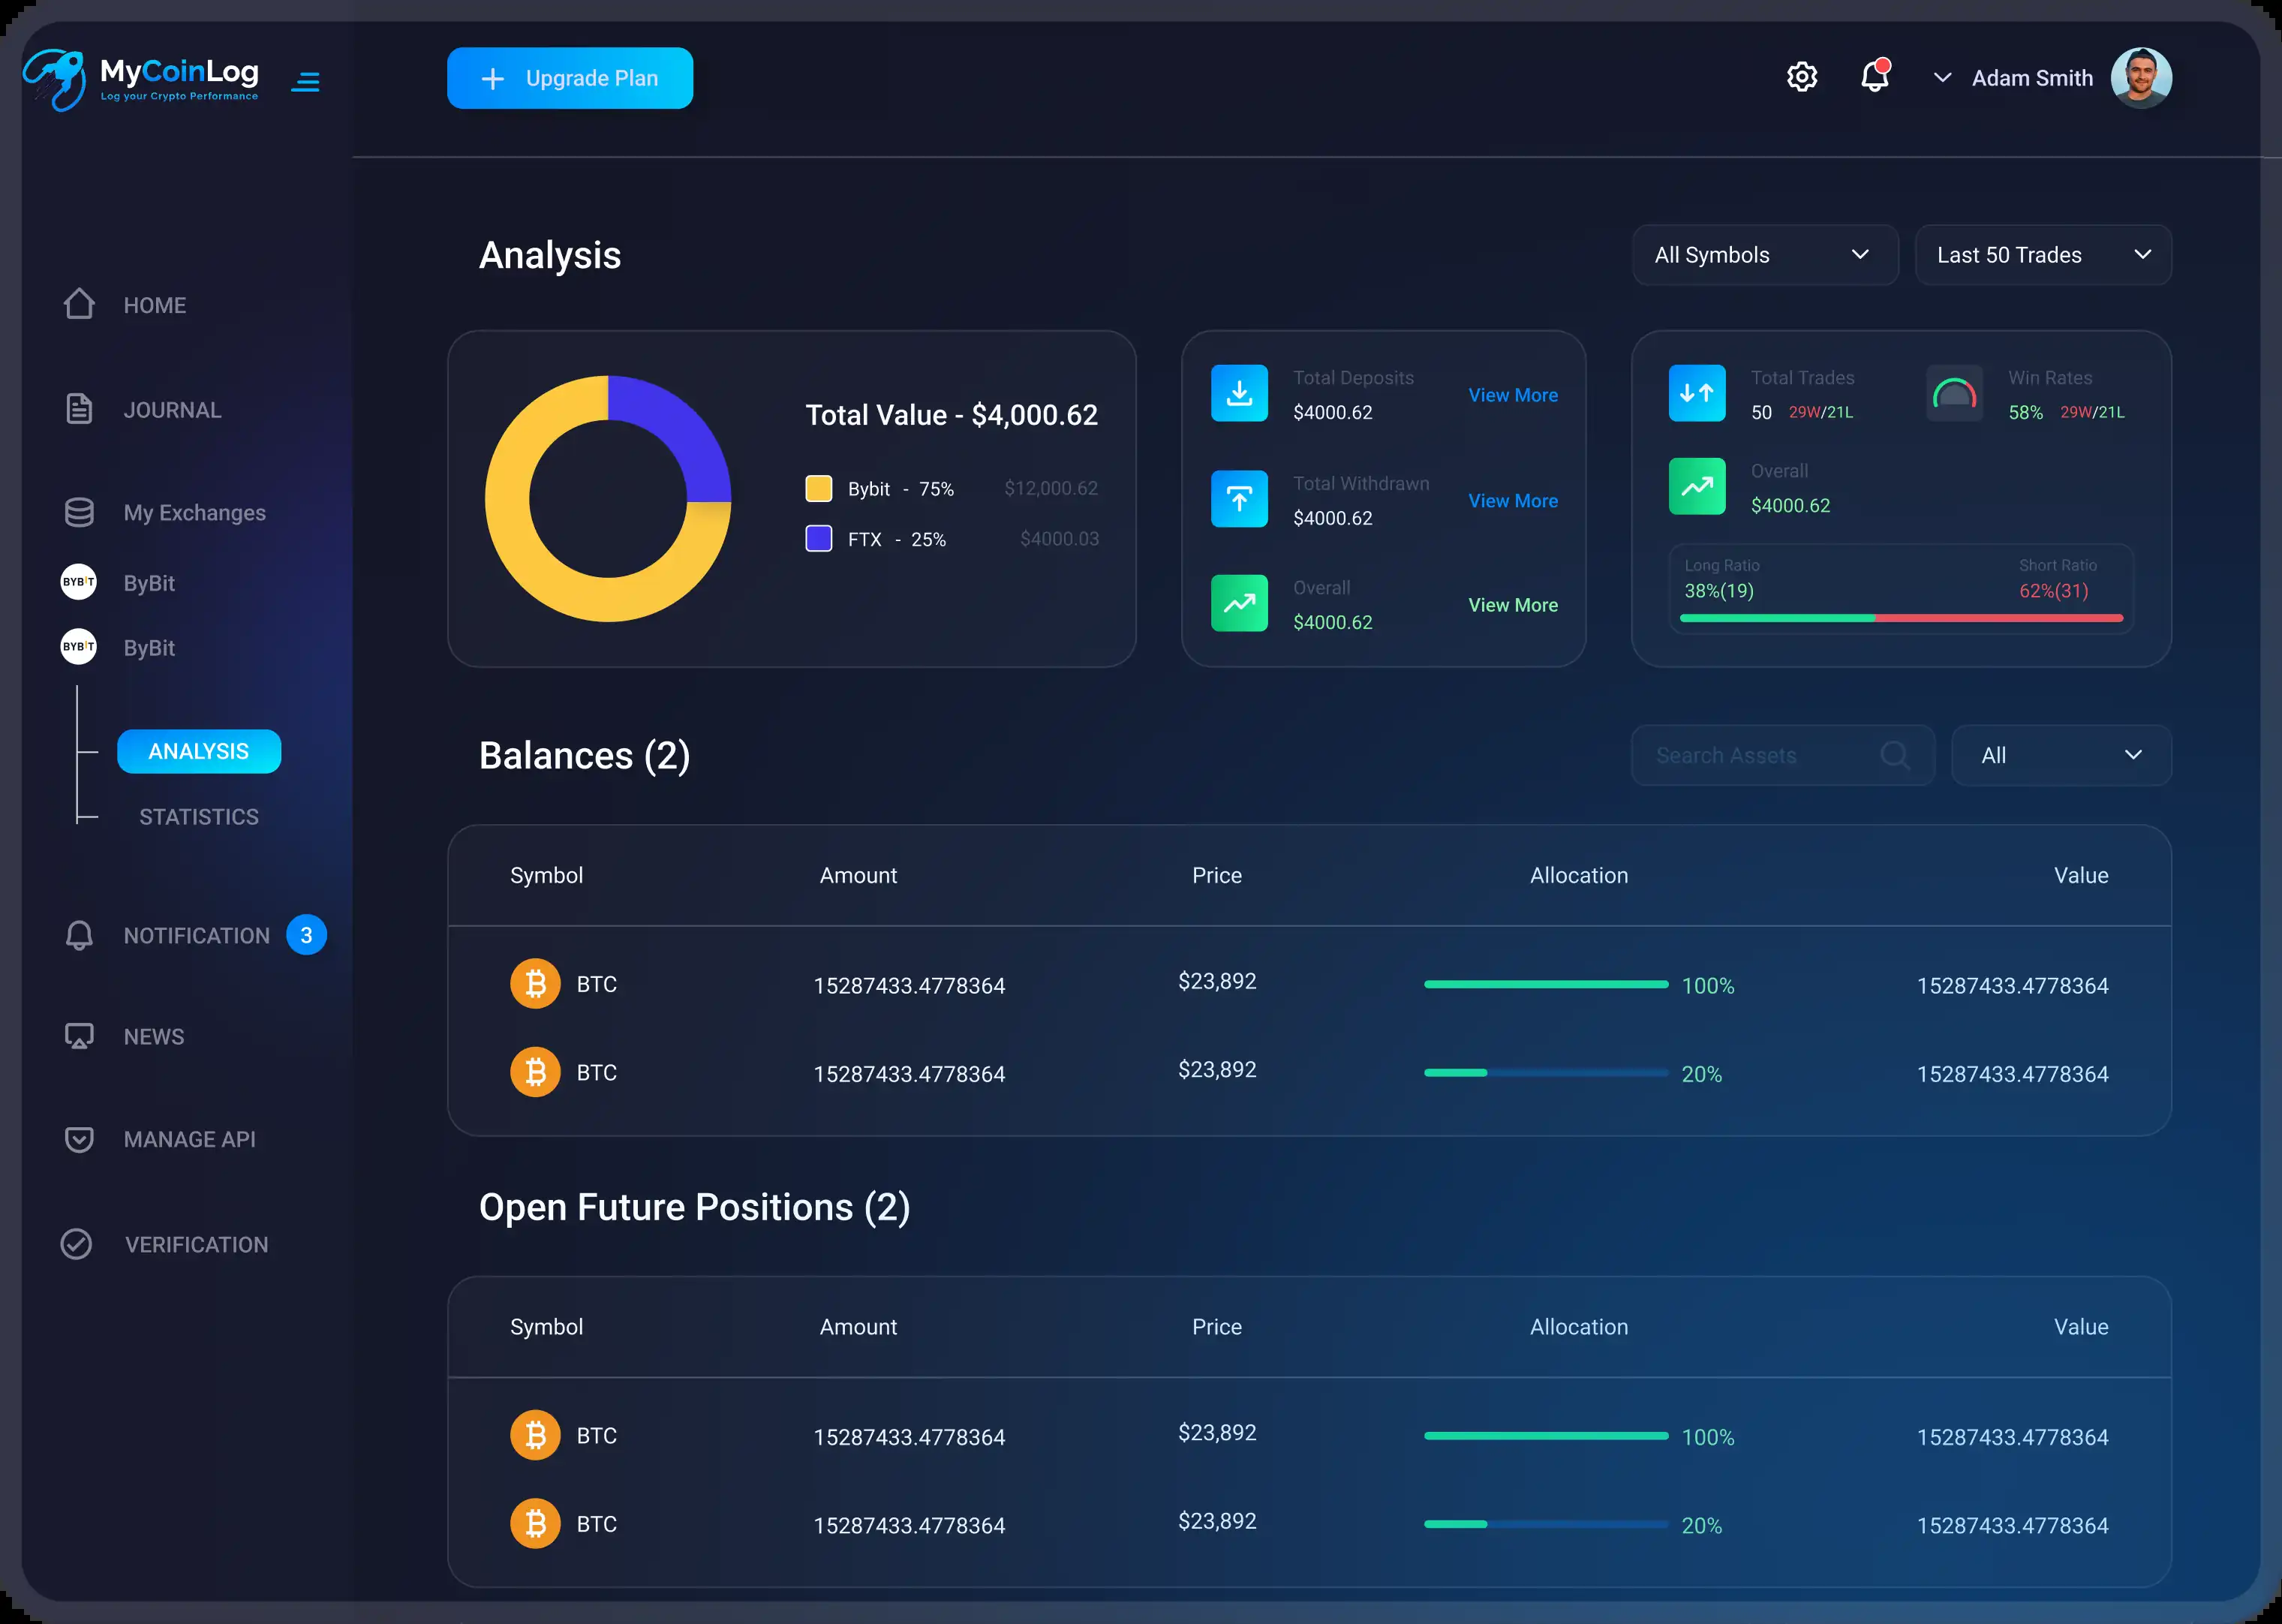 MyCoinLog
Log your Crypto Performance
Upgrade Plan
Adam Smith
HOME
JOURNAL
My Exchanges
BYBIT ByBit
BYBIT ByBit
ANALYSIS
STATISTICS
NOTIFICATION 3
NEWS
MANAGE API
VERIFICATION
Analysis
All Symbols
Last 50 Trades
Total Value - $4,000.62
Bybit - 75% $12,000.62
FTX - 25% $4000.03
Total Deposits
$4000.62
View More
Total Withdrawn
$4000.62
View More
Overall
$4000.62
View More
Total Trades
50 29W/21L
Win Rates
58% 29W/21L
Overall
$4000.62
Long Ratio
38%(19)
Short Ratio
62%(31)
Balances (2)
Search Assets
All
Symbol Amount Price Allocation Value
BTC 15287433.4778364 $23,892 100% 15287433.4778364
BTC 15287433.4778364 $23,892 20% 15287433.4778364
Open Future Positions (2)
Symbol Amount Price Allocation Value
BTC 15287433.4778364 $23,892 100% 15287433.4778364
BTC 15287433.4778364 $23,892 20% 15287433.4778364